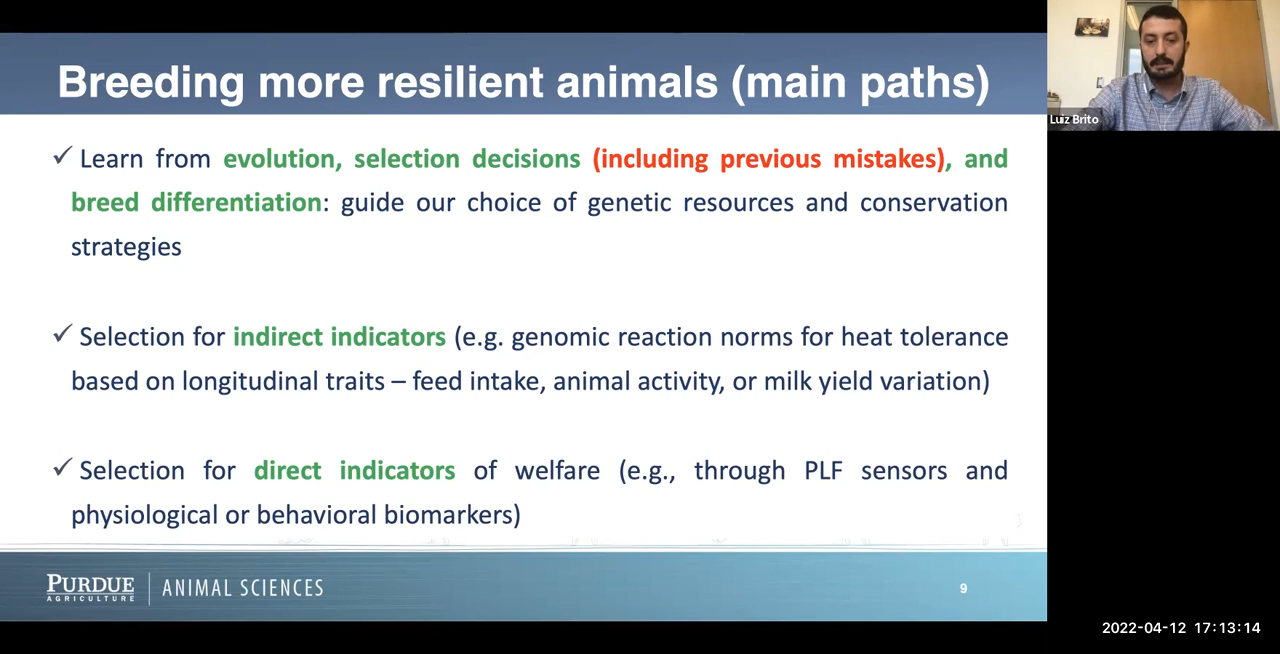 Breeding more resilient animals (main paths)
✓ Learn from evolution, selection decisions (including previous mistakes), and
breed differentiation: guide our choice of genetic resources and conservation
strategies
✓ Selection for indirect indicators (e.g. genomic reaction norms for heat tolerance
based on longitudinal traits – feed intake, animal activity, or milk yield variation)
✓ Selection for direct indicators of welfare (e.g., through PLF sensors and
physiological or behavioral biomarkers)
PURDUE
AGRICULTURE
ANIMAL SCIENCES
9
Luiz Brito
2022-04-12 17:13:14